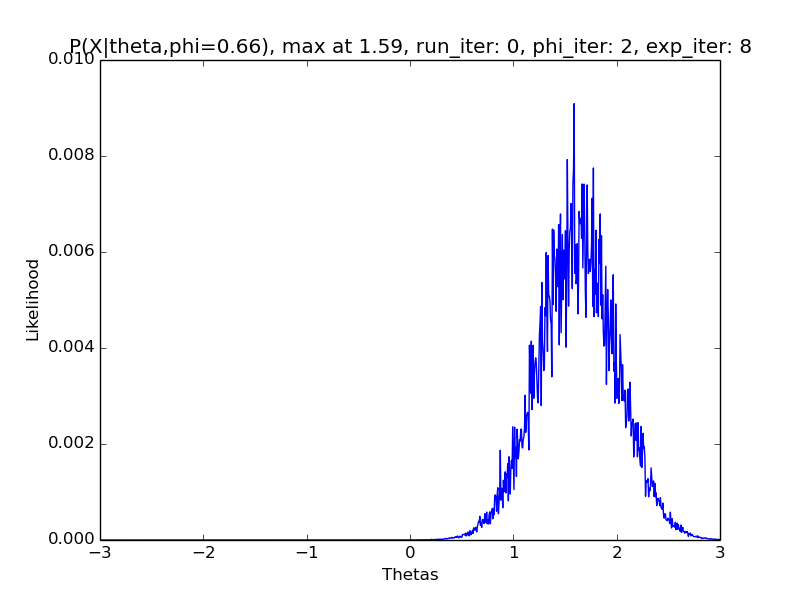 P(X|theta,phi=0.66), max at 1.59, run_iter: 0, phi_iter: 2, exp_iter: 8
0.010
0.008
0.006
0.004
0.002
0.000
Likelihood
−3 −2 −1 0 1 2 3
Thetas